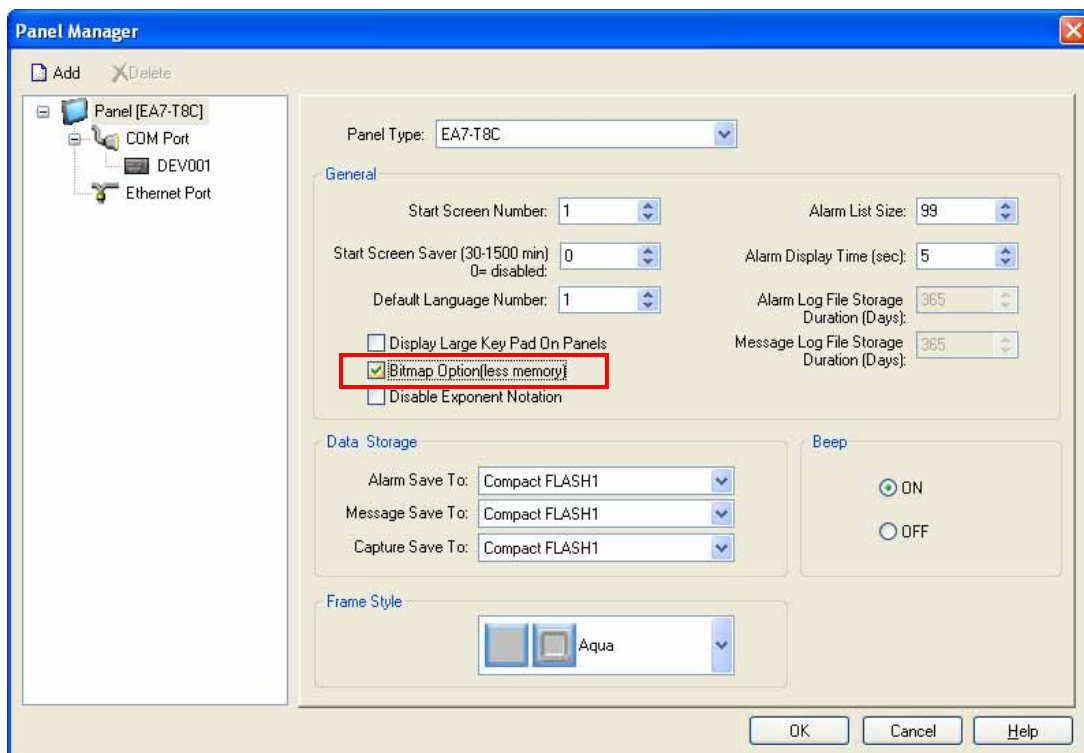 Panel Manager
Add Delete
Panel [EA7-T8C]
COM Port
DEV001
Ethernet Port
Panel Type: EA7-T8C
General
Start Screen Number: 1
Start Screen Saver (30-1500 min)
0= disabled: 0
Default Language Number: 1
Display Large Key Pad On Panels
Bitmap Option(less memory)
Disable Exponent Notation
Alarm List Size: 99
Alarm Display Time (sec): 5
Alarm Log File Storage
Duration (Days): 365
Message Log File Storage
Duration (Days): 365
Data Storage
Alarm Save To: Compact FLASH1
Message Save To: Compact FLASH1
Capture Save To: Compact FLASH1
Beep
ON
OFF
Frame Style
Aqua
OK Cancel Help